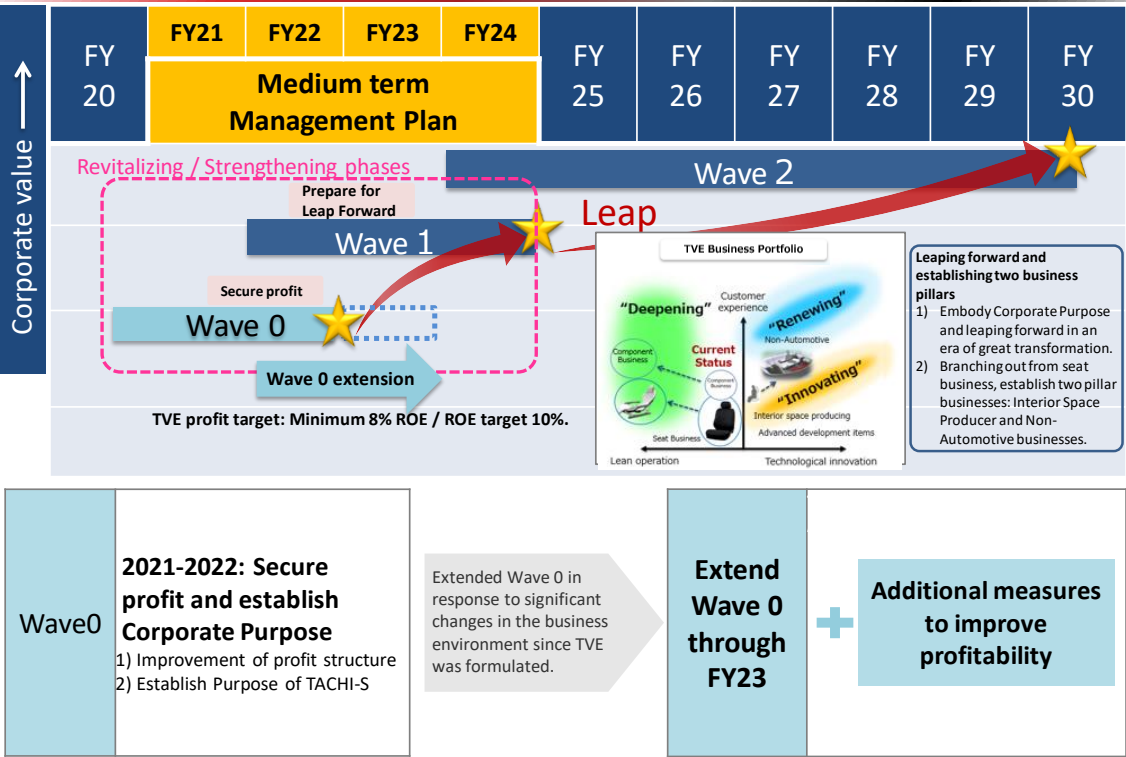 Corporate value
FY
20
FY21
FY22
FY23
FY24
Medium term
Management Plan
FY
25
FY
26
FY
27
FY
28
FY
29
FY
30
Revitalizing / Strengthening phases
Wave 2
Prepare for
Leap Forward
Wave 1
Leap
Secure profit
Wave 0
Wave 0 extension
TVE profit target: Minimum 8% ROE / ROE target 10%.
TVE Business Portfolio
"Deepening"
Customer
experience
"Renewing"
Non-Automotive
Component
Business
Current
Status
Component
Business
"Innovating"
Interior space producing
Seat Business
Advanced development items
Lean operation
Technological innovation
Leaping forward and
establishing two business
pillars
1) Embody Corporate Purpose
and leaping forward in an
era of great transformation.
2) Branching out from seat
business, establish two pillar
businesses: Interior Space
Producer and Non-
Automotive businesses.
Wave0
2021-2022: Secure
profit and establish
Corporate Purpose
1) Improvement of profit structure
2) Establish Purpose of TACHI-S
Extended Wave 0 in
response to significant
changes in the business
environment since TVE
was formulated.
Extend
Wave 0
through
FY23
Additional measures
to improve
profitability